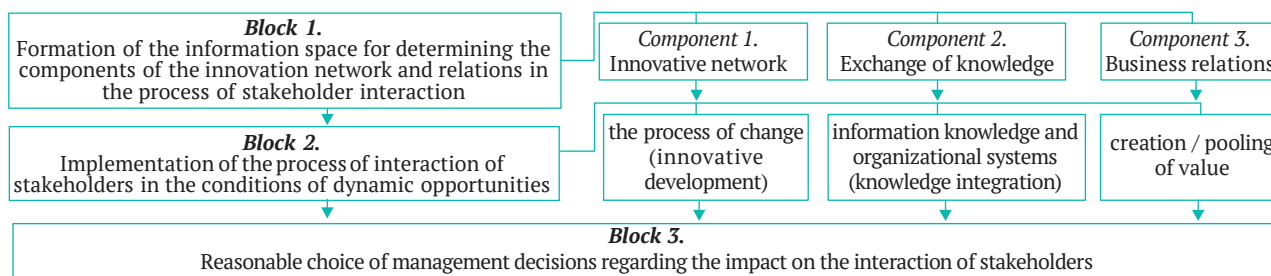 Block 1.
Formation of the information space for determining the
components of the innovation network and relations in
the process of stakeholder interaction
Component 1.
Innovative network
Component 2.
Exchange of knowledge
Component 3.
Business relations
Block 2.
Implementation of the process of interaction of
stakeholders in the conditions of dynamic opportunities
the process of change
(innovative
development)
information knowledge and
organizational systems
(knowledge integration)
creation / pooling
of value
Block 3.
Reasonable choice of management decisions regarding the impact on the interaction of stakeholders